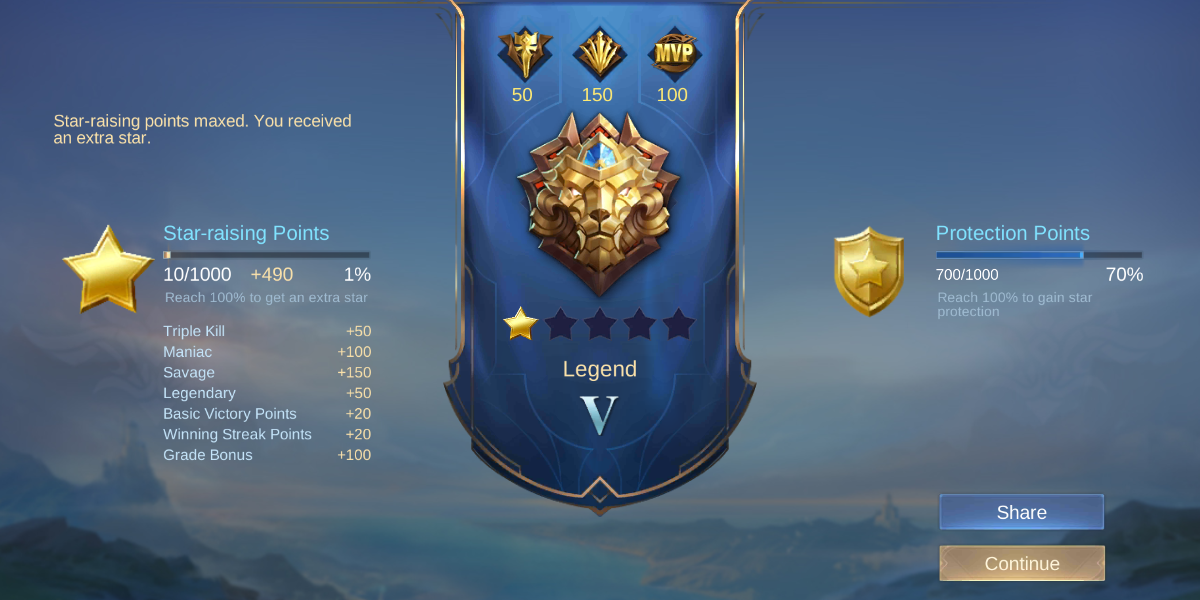 MVP
50 150 100
Star-raising points maxed. You received
an extra star.
Star-raising Points
10/1000 +490 1%
Reach 100% to get an extra star
Triple Kill +50
Maniac +100
Savage +150
Legendary +50
Basic Victory Points +20
Winning Streak Points +20
Grade Bonus +100
Legend
V
Protection Points
700/1000 70%
Reach 100% to gain star
protection
Share
Continue